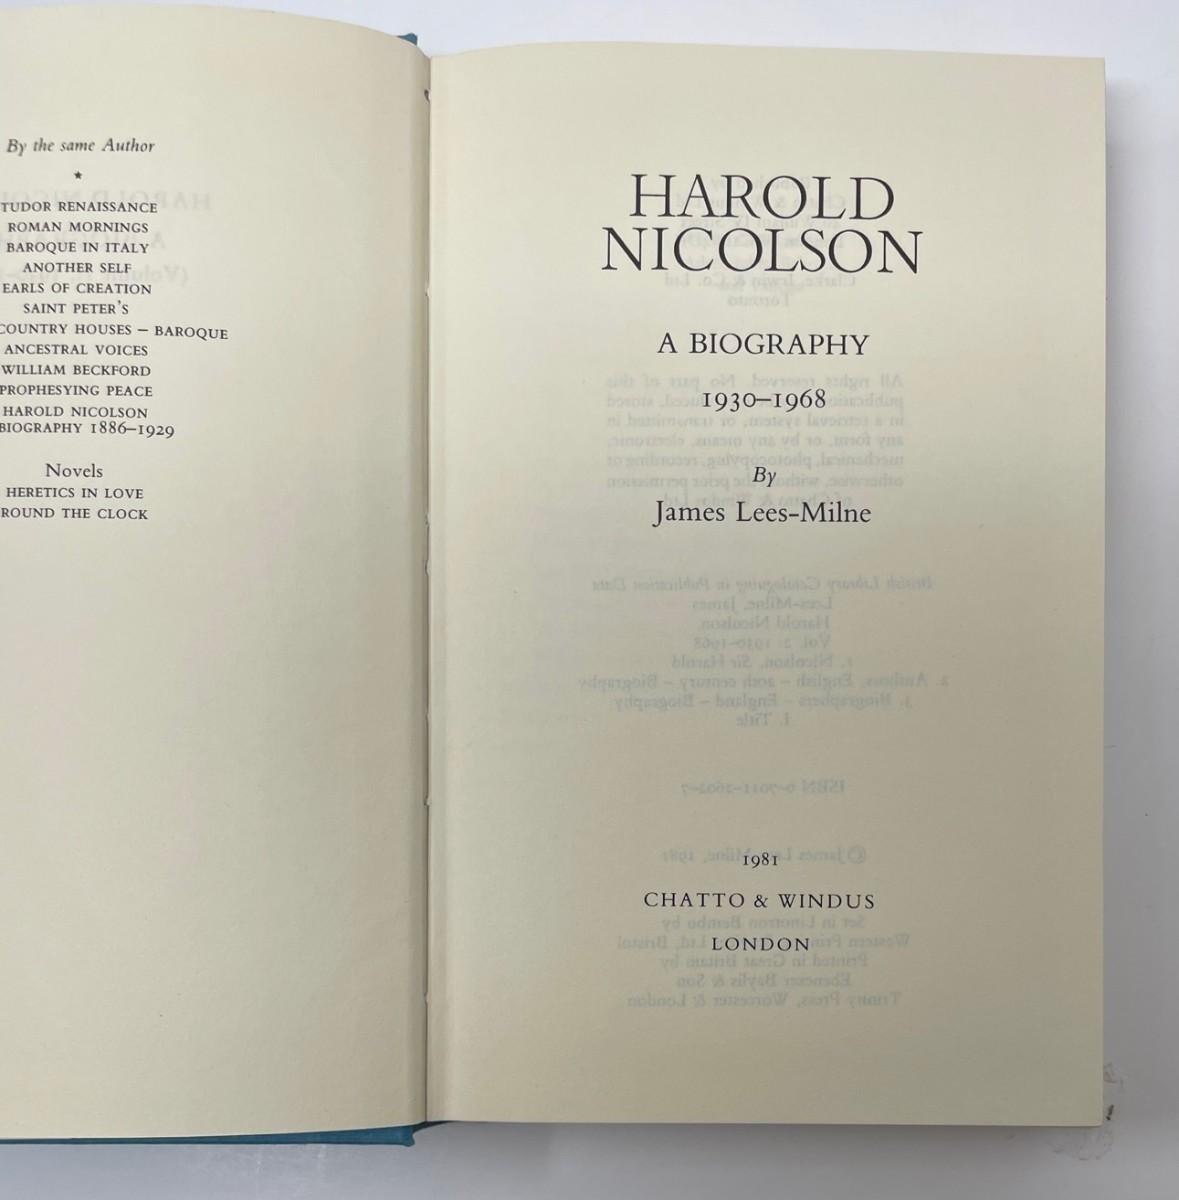 By the same Author
★
TUDOR RENAISSANCE
ROMAN MORNINGS
BAROQUE IN ITALY
ANOTHER SELF
EARLS OF CREATION
SAINT PETER'S
COUNTRY HOUSES – BAROQUE
ANCESTRAL VOICES
WILLIAM BECKFORD
PROPHESYING PEACE
HAROLD NICOLSON
BIOGRAPHY 1886–1929
Novels
HERETICS IN LOVE
ROUND THE CLOCK
HAROLD
NICOLSON
A BIOGRAPHY
1930–1968
By
James Lees-Milne
1981
CHATTO & WINDUS
LONDON